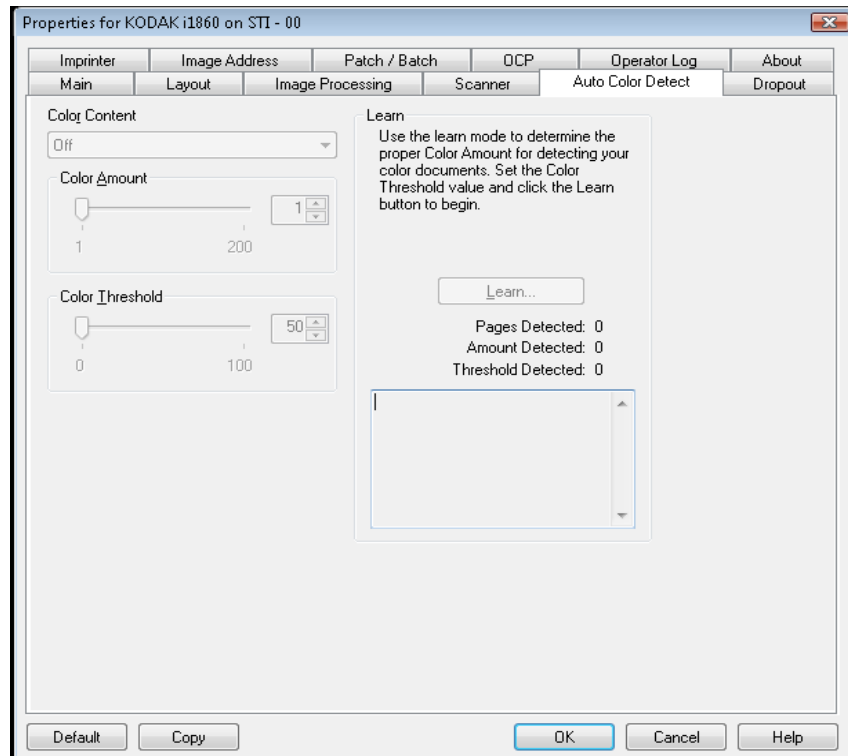 Properties for KODAK i1860 on STI - 00
Imprinter
Image Address
Patch / Batch
OCP
Operator Log
About
Main
Layout
Image Processing
Scanner
Auto Color Detect
Dropout
Color Content
Off
Color Amount
1
1
200
Color Threshold
50
0
100
Learn
Use the learn mode to determine the
proper Color Amount for detecting your
color documents. Set the Color
Threshold value and click the Learn
button to begin.
Learn...
Pages Detected: 0
Amount Detected: 0
Threshold Detected: 0
Default
Copy
OK
Cancel
Help